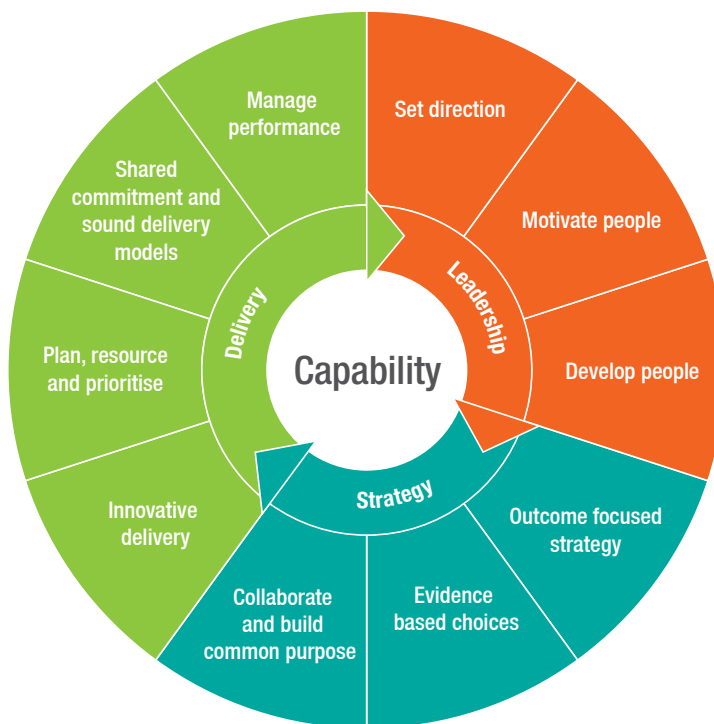 Manage
performance
Set direction
Shared
commitment and
sound delivery
models
Motivate people
Delivery
Leadership
Capability
Plan, resource
and prioritise
Develop people
Strategy
Innovative
delivery
Outcome focused
strategy
Collaborate
and build
common purpose
Evidence
based choices